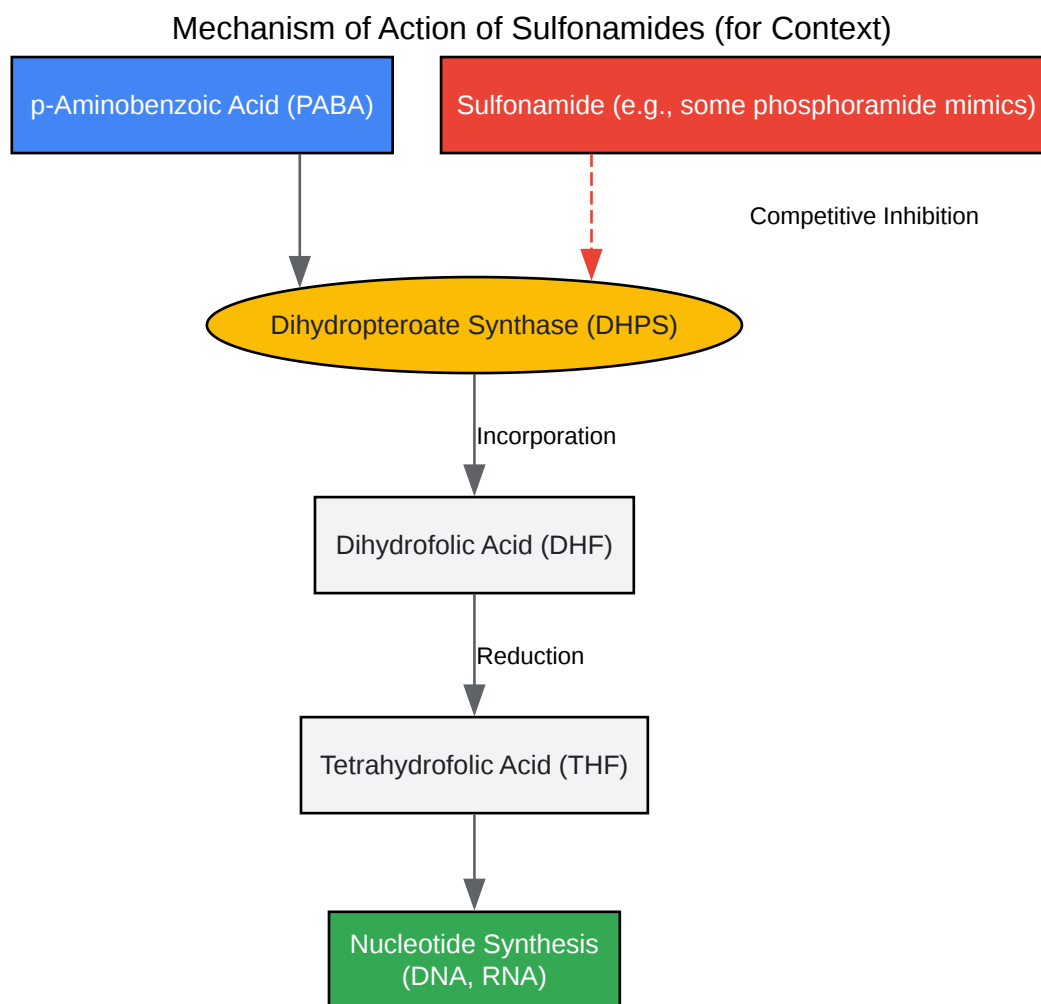 Mechanism of Action of Sulfonamides (for Context)
p-Aminobenzoic Acid (PABA)
Sulfonamide (e.g., some phosphoramide mimics)
Competitive Inhibition
Dihydropteroate Synthase (DHPS)
Incorporation
Dihydrofolic Acid (DHF)
Reduction
Tetrahydrofolic Acid (THF)
Nucleotide Synthesis
(DNA, RNA)